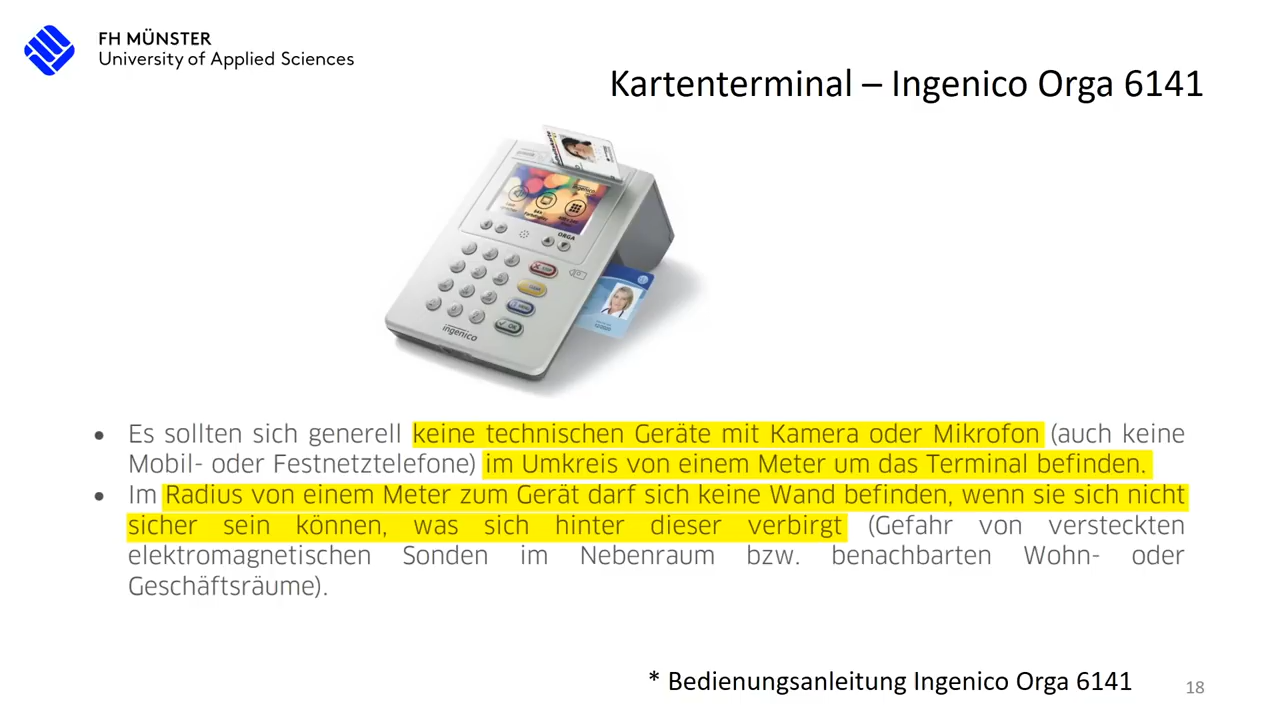 FH MÜNSTER
University of Applied Sciences
Kartenterminal – Ingenico Orga 6141
ORGA
STOP
OK
ingenico
• Es sollten sich generell keine technischen Geräte mit Kamera oder Mikrofon (auch keine
Mobil- oder Festnetztelefone) im Umkreis von einem Meter um das Terminal befinden.
• Im Radius von einem Meter zum Gerät darf sich keine Wand befinden, wenn sie sich nicht
sicher sein können, was sich hinter dieser verbirgt (Gefahr von versteckten
elektromagnetischen Sonden im Nebenraum bzw. benachbarten Wohn- oder
Geschäftsräume).
* Bedienungsanleitung Ingenico Orga 6141
18